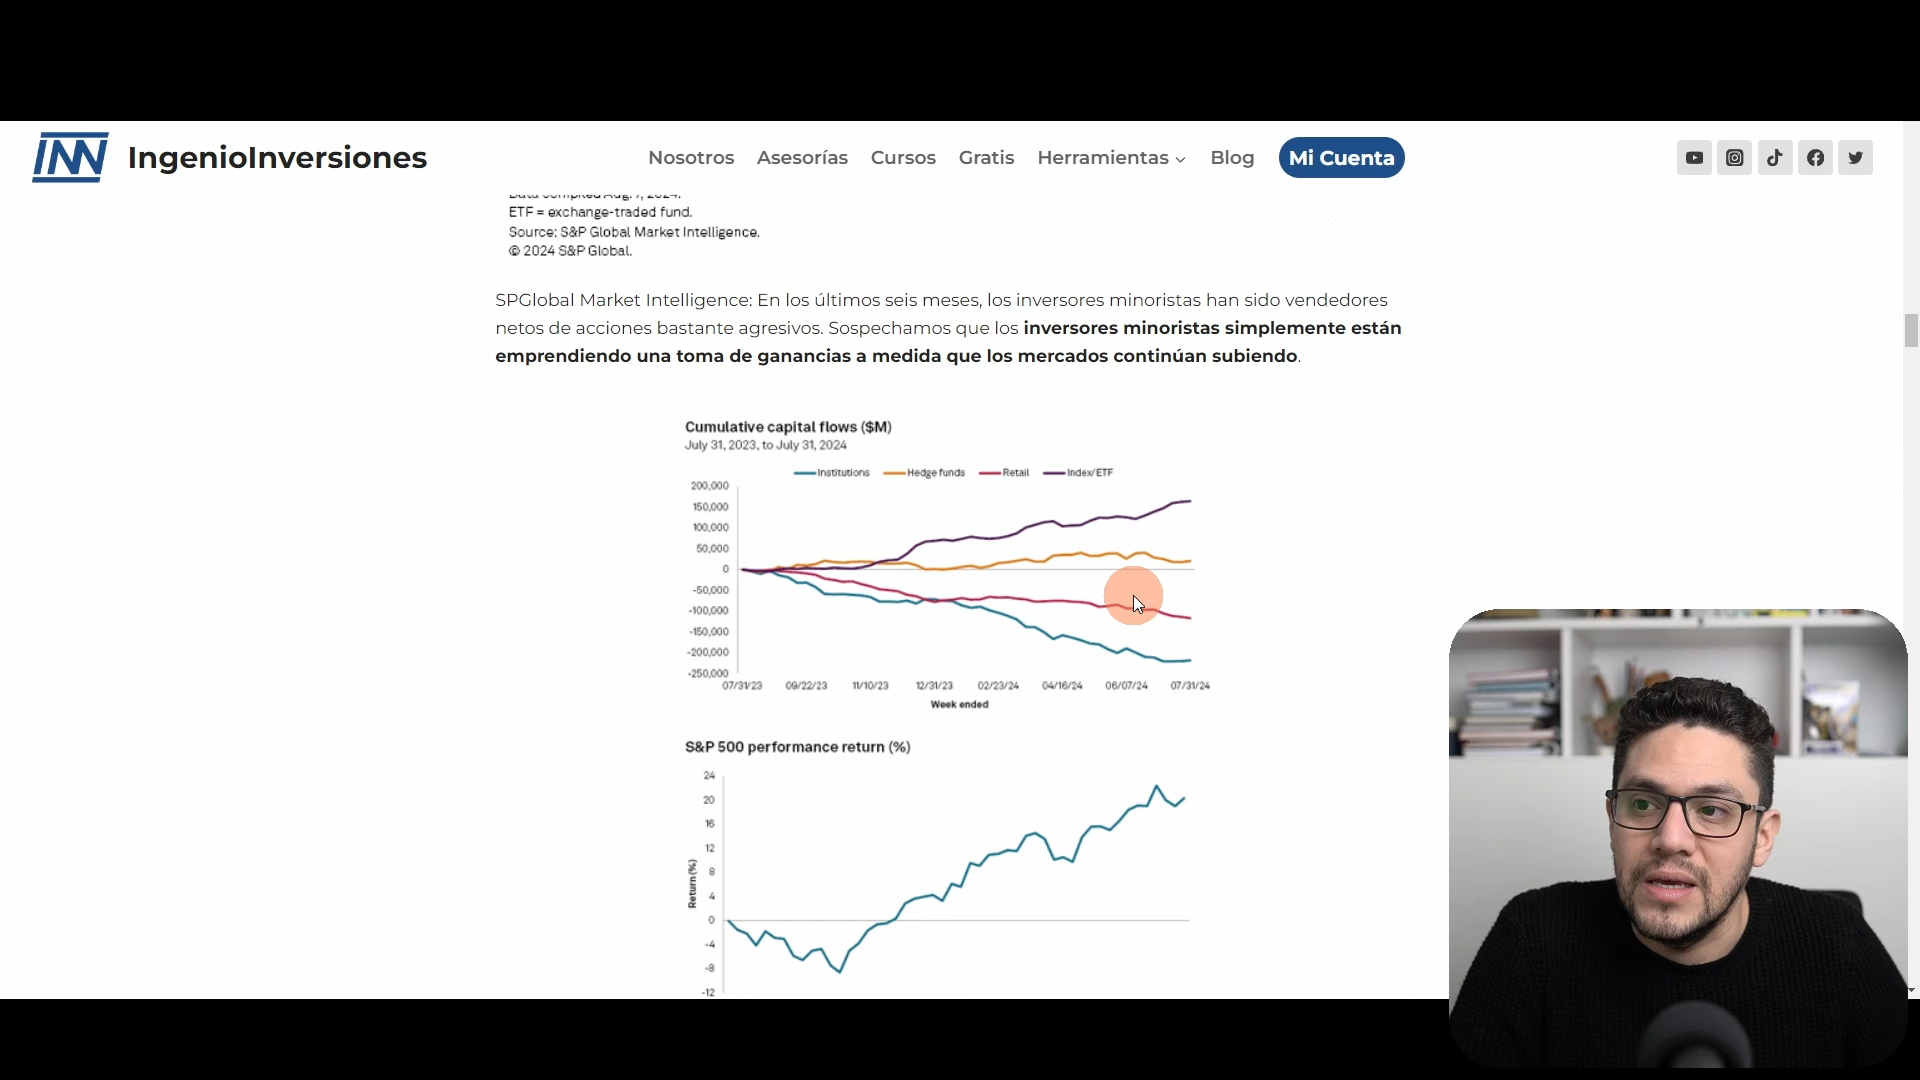 INN IngenioInversiones Nosotros Asesorías Cursos Gratis Herramientas Blog Mi Cuenta
Data compiled Aug. 7, 2024.
ETF = exchange-traded fund.
Source: S&P Global Market Intelligence.
© 2024 S&P Global.
SPGlobal Market Intelligence: En los últimos seis meses, los inversores minoristas han sido vendedores
netos de acciones bastante agresivos. Sospechamos que los inversores minoristas simplemente están
emprendiendo una toma de ganancias a medida que los mercados continúan subiendo.
Cumulative capital flows ($M)
July 31, 2023, to July 31, 2024
Institutions Hedge funds Retail Index/ETF
200,000
150,000
100,000
50,000
0
-50,000
-100,000
-150,000
-200,000
-250,000
07/31/23 09/22/23 11/10/23 12/31/23 02/23/24 04/16/24 06/07/24 07/31/24
Week ended
S&P 500 performance return (%)
Return (%)
24
20
16
12
8
4
0
-4
-8
-12